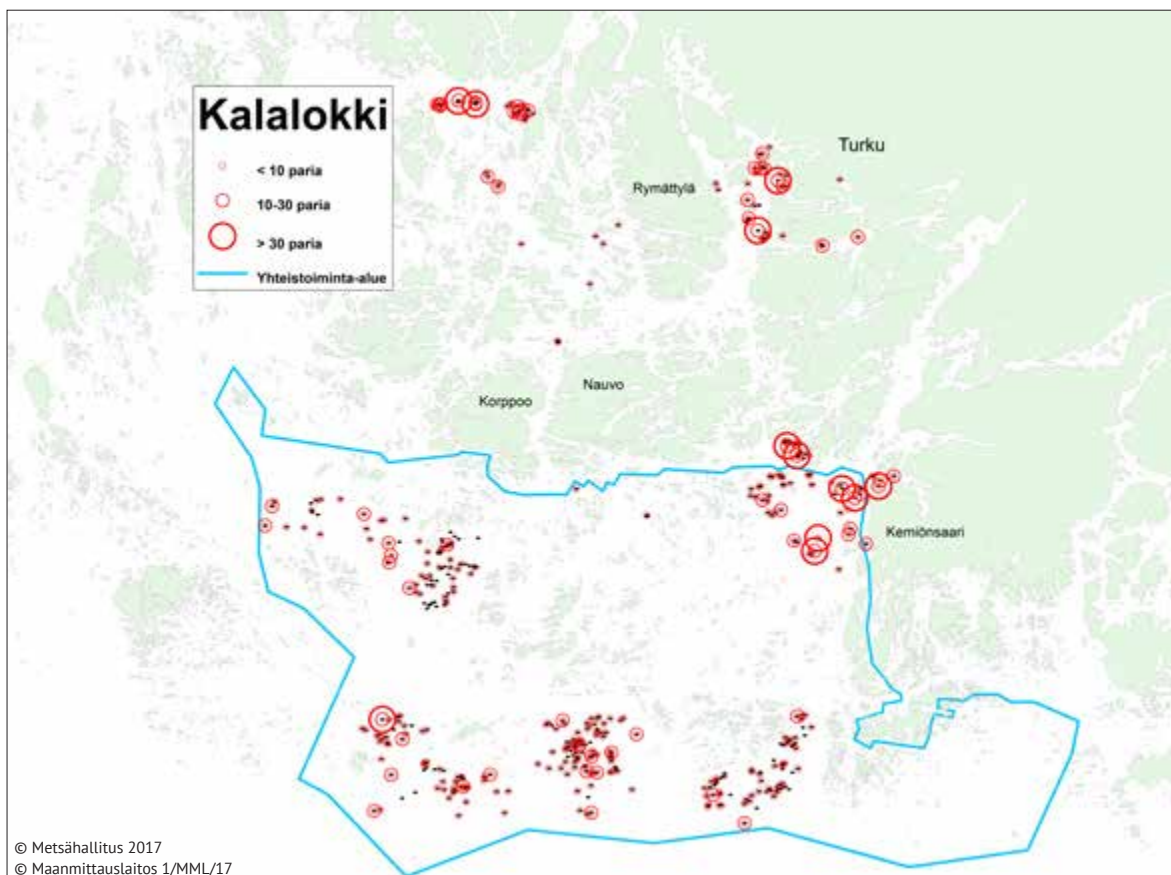 Kalalokki
< 10 paria
10-30 paria
> 30 paria
Yhteistoiminta-alue
Turku
Rymättylä
Nauvo
Korppoo
Kemiönsaari
© Metsähallitus 2017
© Maanmittauslaitos 1/MML/17